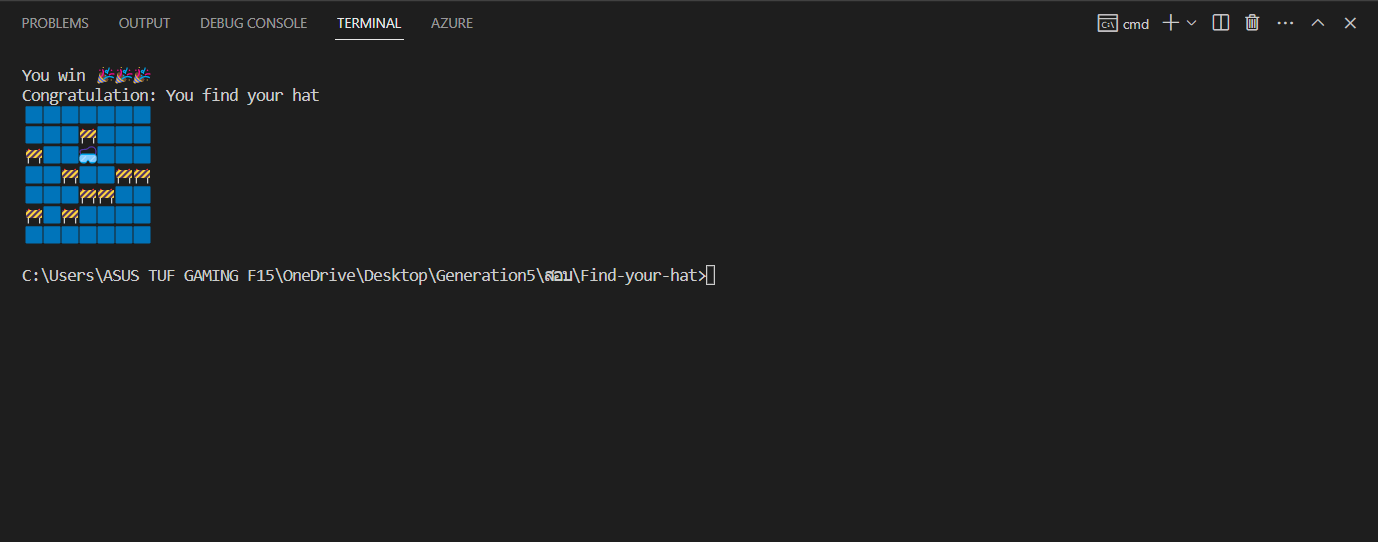 PROBLEMS OUTPUT DEBUG CONSOLE TERMINAL AZURE cmd
You win 🎉🎉🎉
Congratulation: You find your hat
🟦🟦🟦🟦🟦🟦🟦
🟦🟦🟦🚧🟦🟦🟦
🚧🟦🟦🥽🟦🟦🟦
🟦🟦🚧🟦🟦🚧🚧
🟦🟦🟦🚧🚧🟦🟦
🚧🟦🚧🟦🟦🟦🟦
🟦🟦🟦🟦🟦🟦🟦
C:\Users\ASUS TUF GAMING F15\OneDrive\Desktop\Generation5\สอบ\Find-your-hat>